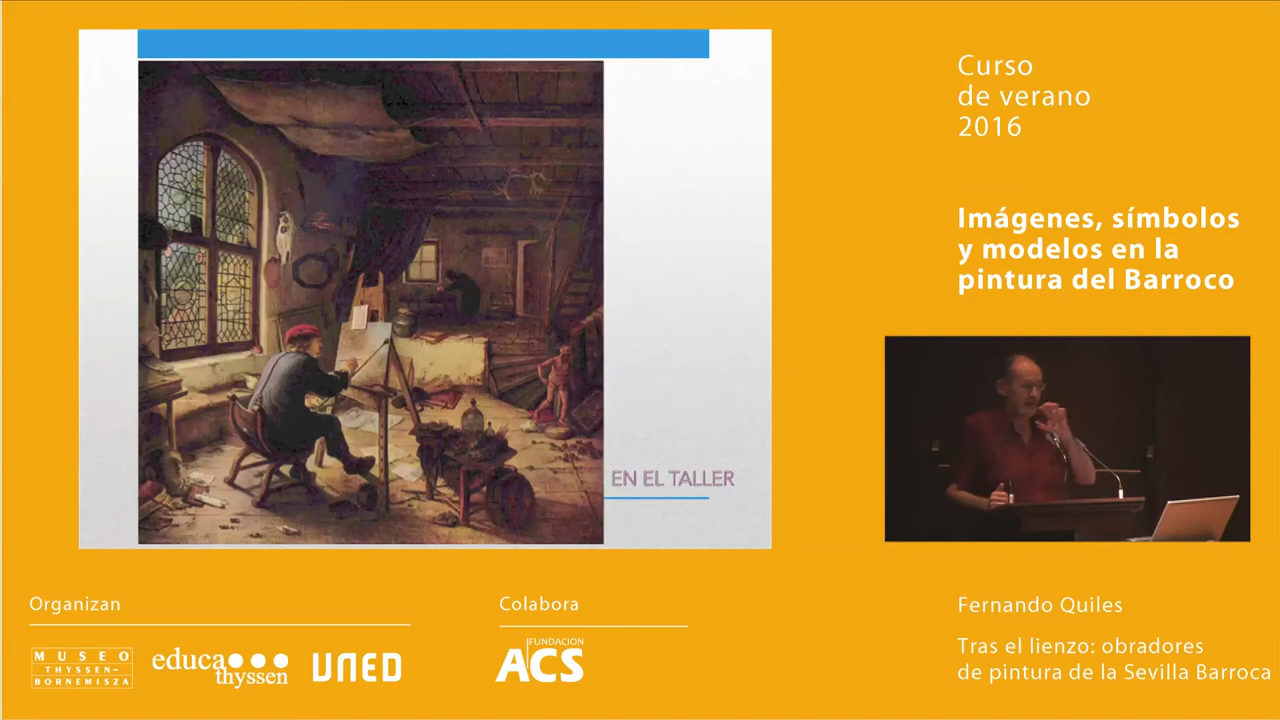 Curso
de verano
2016
Imágenes, símbolos
y modelos en la
pintura del Barroco
EN EL TALLER
Organizan
MUSEO
THYSSEN-
BORNEMISZA
educa
thyssen
UNED
Colabora
FUNDACION
ACS
Fernando Quiles
Tras el lienzo: obradores
de pintura de la Sevilla Barroca